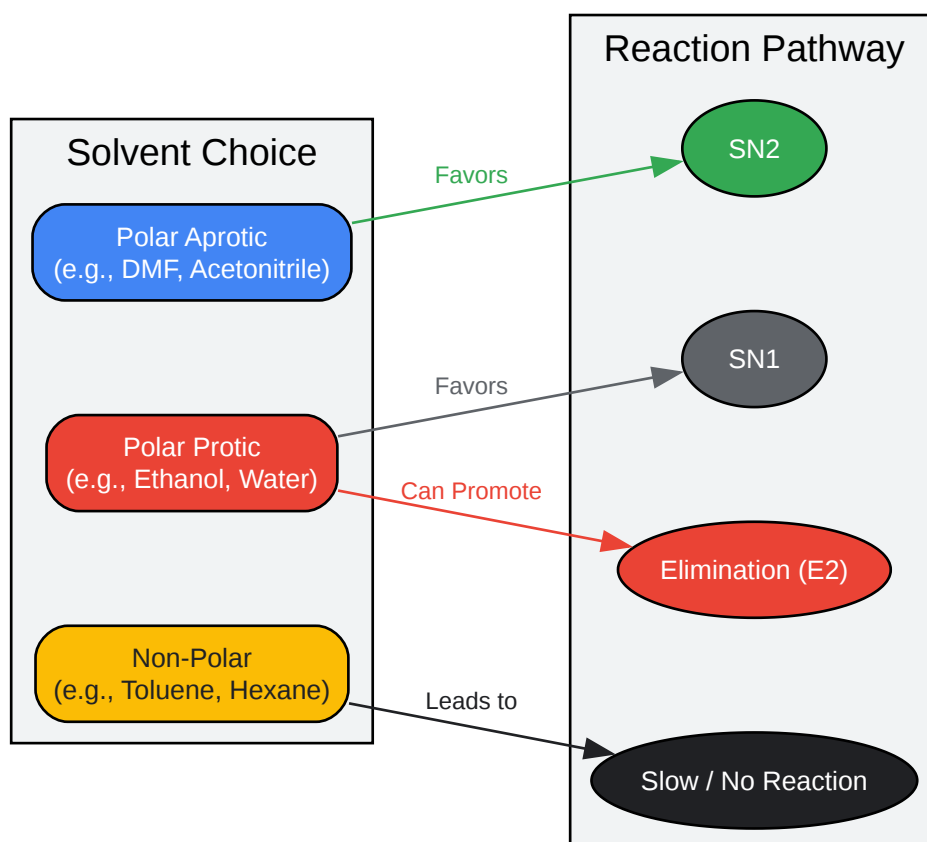 Solvent Choice
Polar Aprotic
(e.g., DMF, Acetonitrile)
Polar Protic
(e.g., Ethanol, Water)
Non-Polar
(e.g., Toluene, Hexane)
Favors
Favors
Can Promote
Leads to
Reaction Pathway
SN2
SN1
Elimination (E2)
Slow / No Reaction